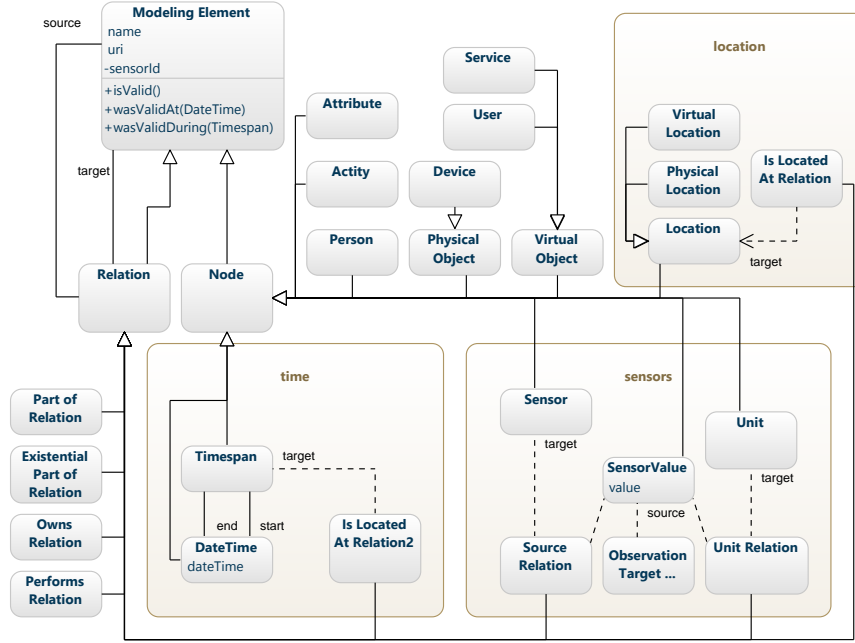 Modeling Element
name
uri
-sensorId
+isValid()
+wasValidAt(DateTime)
+wasValidDuring(Timespan)
source
target
Relation
Node
Attribute
Actity
Person
Service
User
Device
Physical
Object
Virtual
Object
location
Virtual
Location
Physical
Location
Location
Is Located
At Relation
target
Part of
Relation
Existential
Part of
Relation
Owns
Relation
Performs
Relation
time
Timespan
target
end
start
DateTime
dateTime
Is Located
At Relation2
sensors
Sensor
target
SensorValue
value
source
Unit
target
Source
Relation
Observation
Target ...
Unit Relation